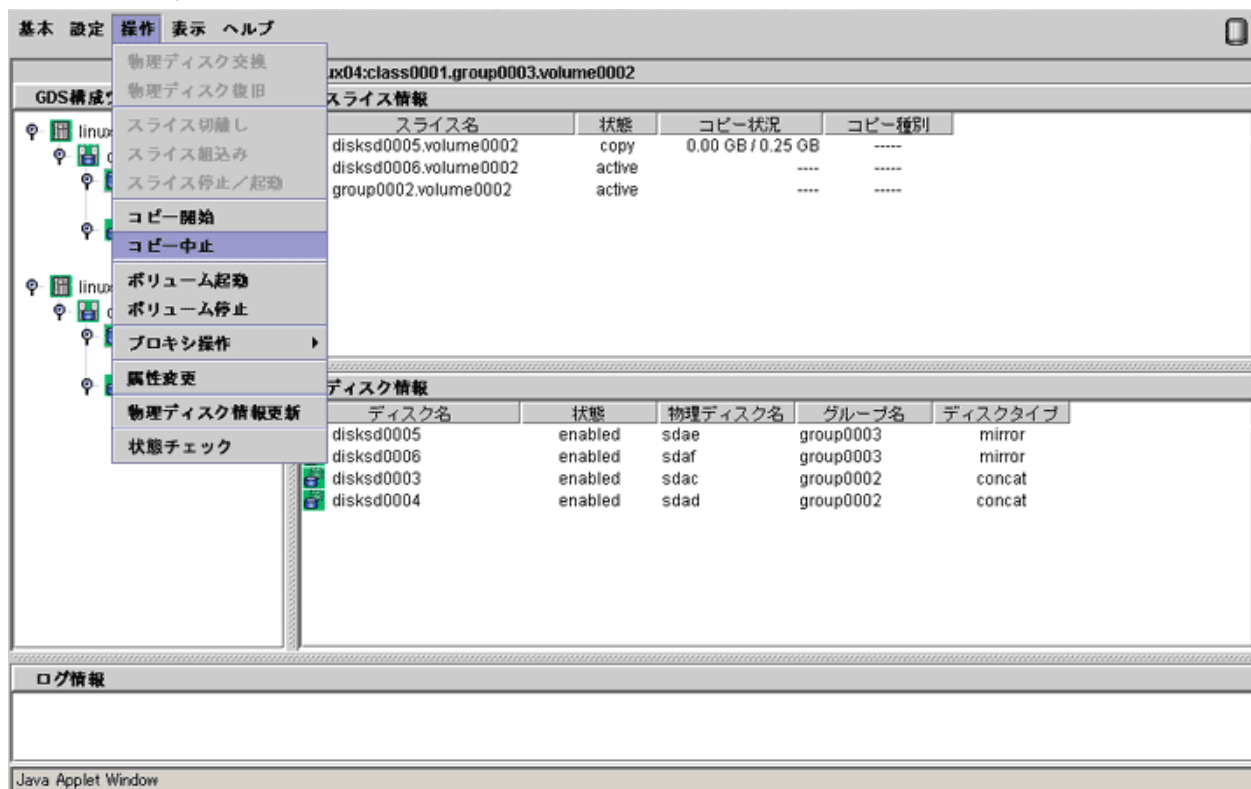 基本 設定 操作 表示 ヘルプ
物理ディスク交換
物理ディスク復旧
スライス切離し
スライス組込み
スライス停止／起動
コピー開始
コピー中止
ボリューム起動
ボリューム停止
プロキシ操作
属性変更
物理ディスク情報更新
状態チェック
ux04:class0001.group0003.volume0002
GDS構成
linux
linux
スライス情報
スライス名 状態 コピー状況 コピー種別
disksd0005.volume0002 copy 0.00 GB / 0.25 GB -----
disksd0006.volume0002 active ---- -----
group0002.volume0002 active ---- -----
ディスク情報
ディスク名 状態 物理ディスク名 グループ名 ディスクタイプ
disksd0005 enabled sdae group0003 mirror
disksd0006 enabled sdaf group0003 mirror
disksd0003 enabled sdac group0002 concat
disksd0004 enabled sdad group0002 concat
ログ情報
Java Applet Window